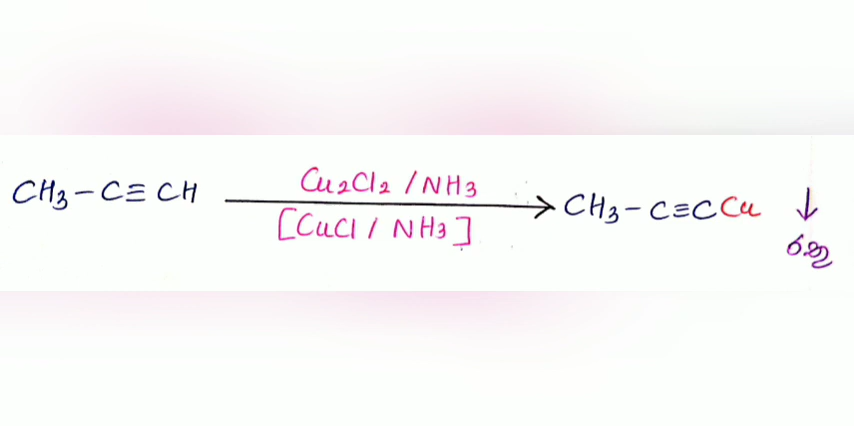 CH3-C≡CH Cu2Cl2/NH3 → CH3-C≡CCu ↓
[CuCl/NH3] රතු